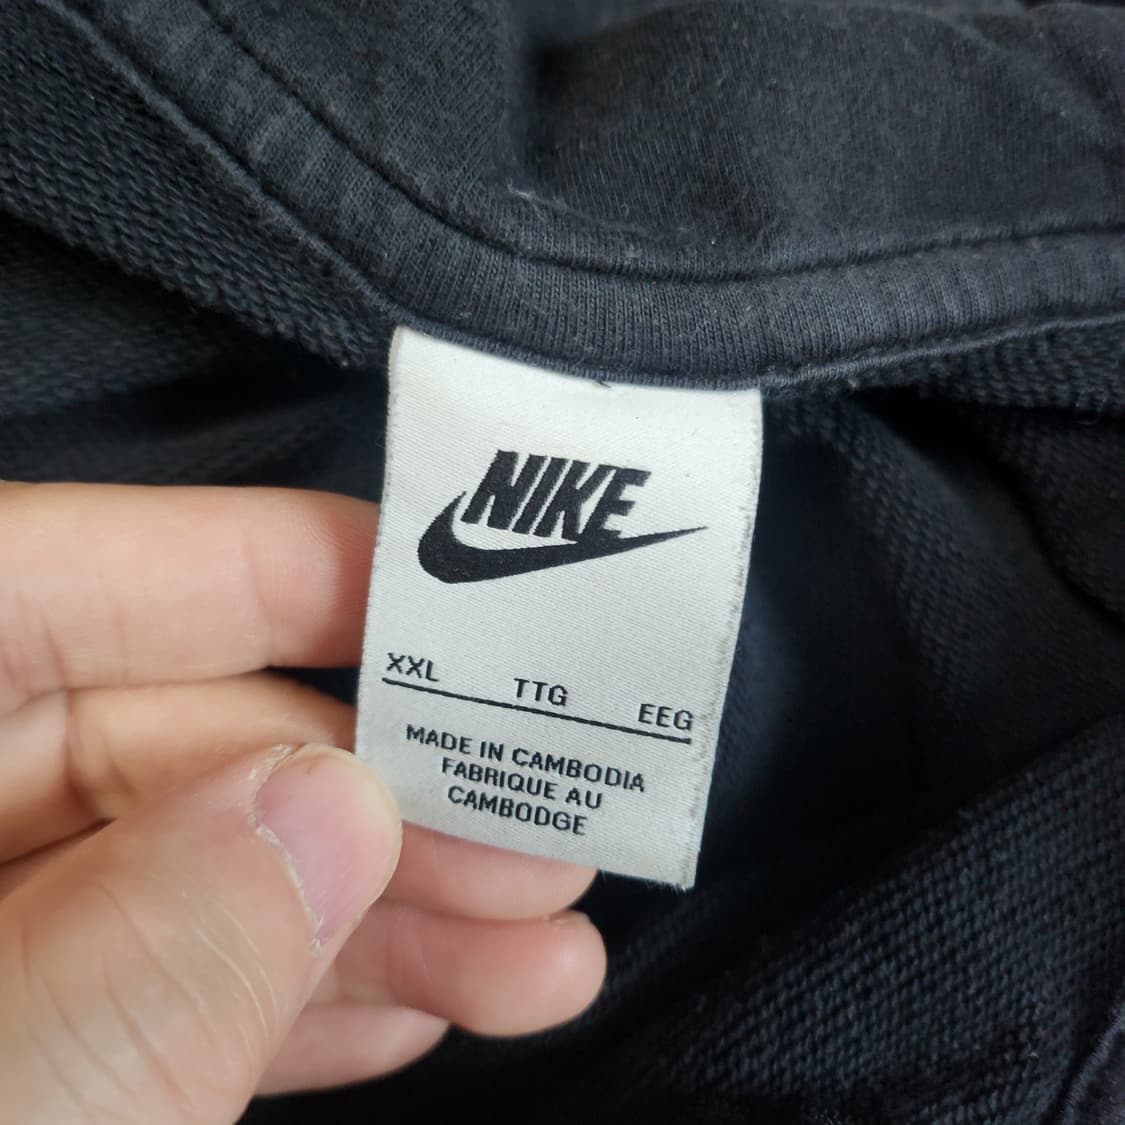 NIKE
XXL TTG EEG
MADE IN CAMBODIA
FABRIQUE AU
CAMBODGE